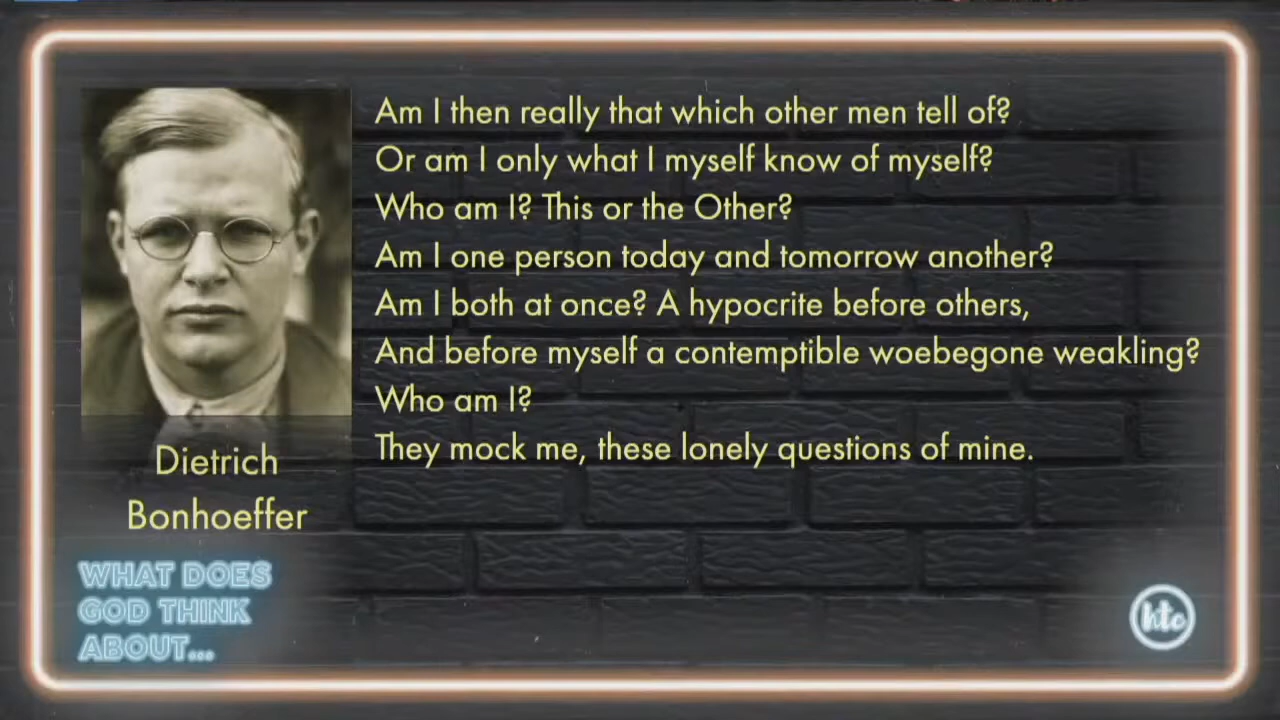 Am I then really that which other men tell of?
Or am I only what I myself know of myself?
Who am I? This or the Other?
Am I one person today and tomorrow another?
Am I both at once? A hypocrite before others,
And before myself a contemptible woebegone weakling?
Who am I?
They mock me, these lonely questions of mine.
Dietrich
Bonhoeffer
WHAT DOES
GOD THINK
ABOUT...
htc